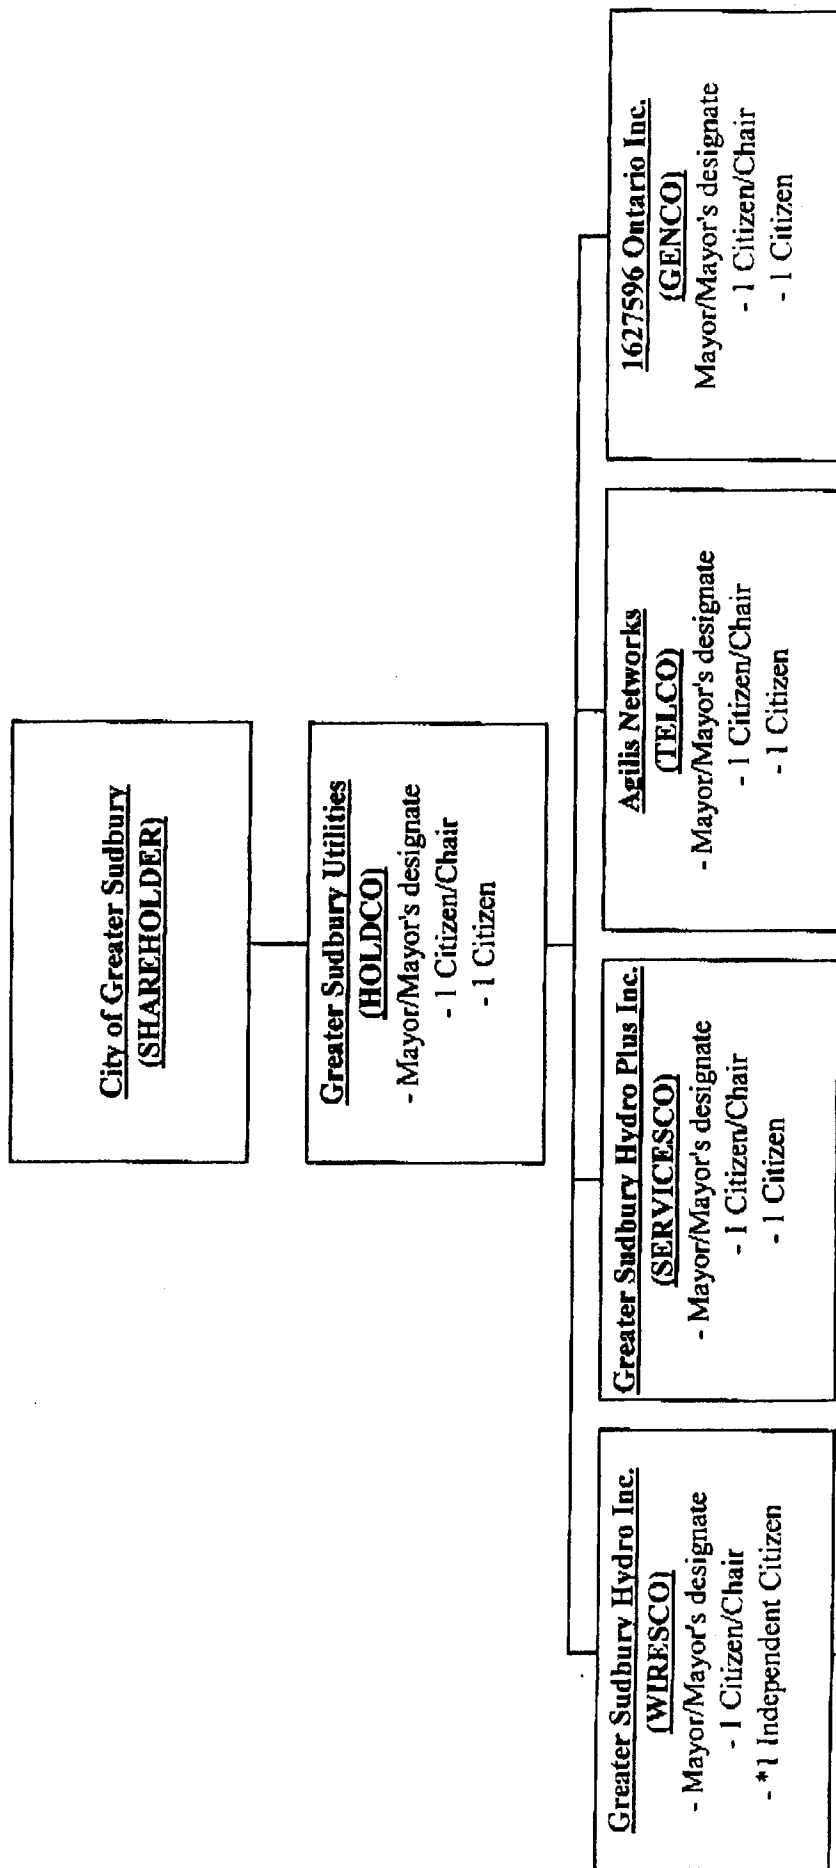 City of Greater Sudbury
(SHAREHOLDER)
Greater Sudbury Utilities
(HOLDCO)
- Mayor/Mayor's designate
- 1 Citizen/Chair
- 1 Citizen
Greater Sudbury Hydro Inc.
(WIRESCO)
- Mayor/Mayor's designate
- 1 Citizen/Chair
- *1 Independent Citizen
Greater Sudbury Hydro Plus Inc.
(SERVICESCO)
- Mayor/Mayor's designate
- 1 Citizen/Chair
- 1 Citizen
Agilis Networks
(TELCO)
- Mayor/Mayor's designate
- 1 Citizen/Chair
- 1 Citizen
1627596 Ontario Inc.
(GENCO)
Mayor/Mayor's designate
- 1 Citizen/Chair
- 1 Citizen